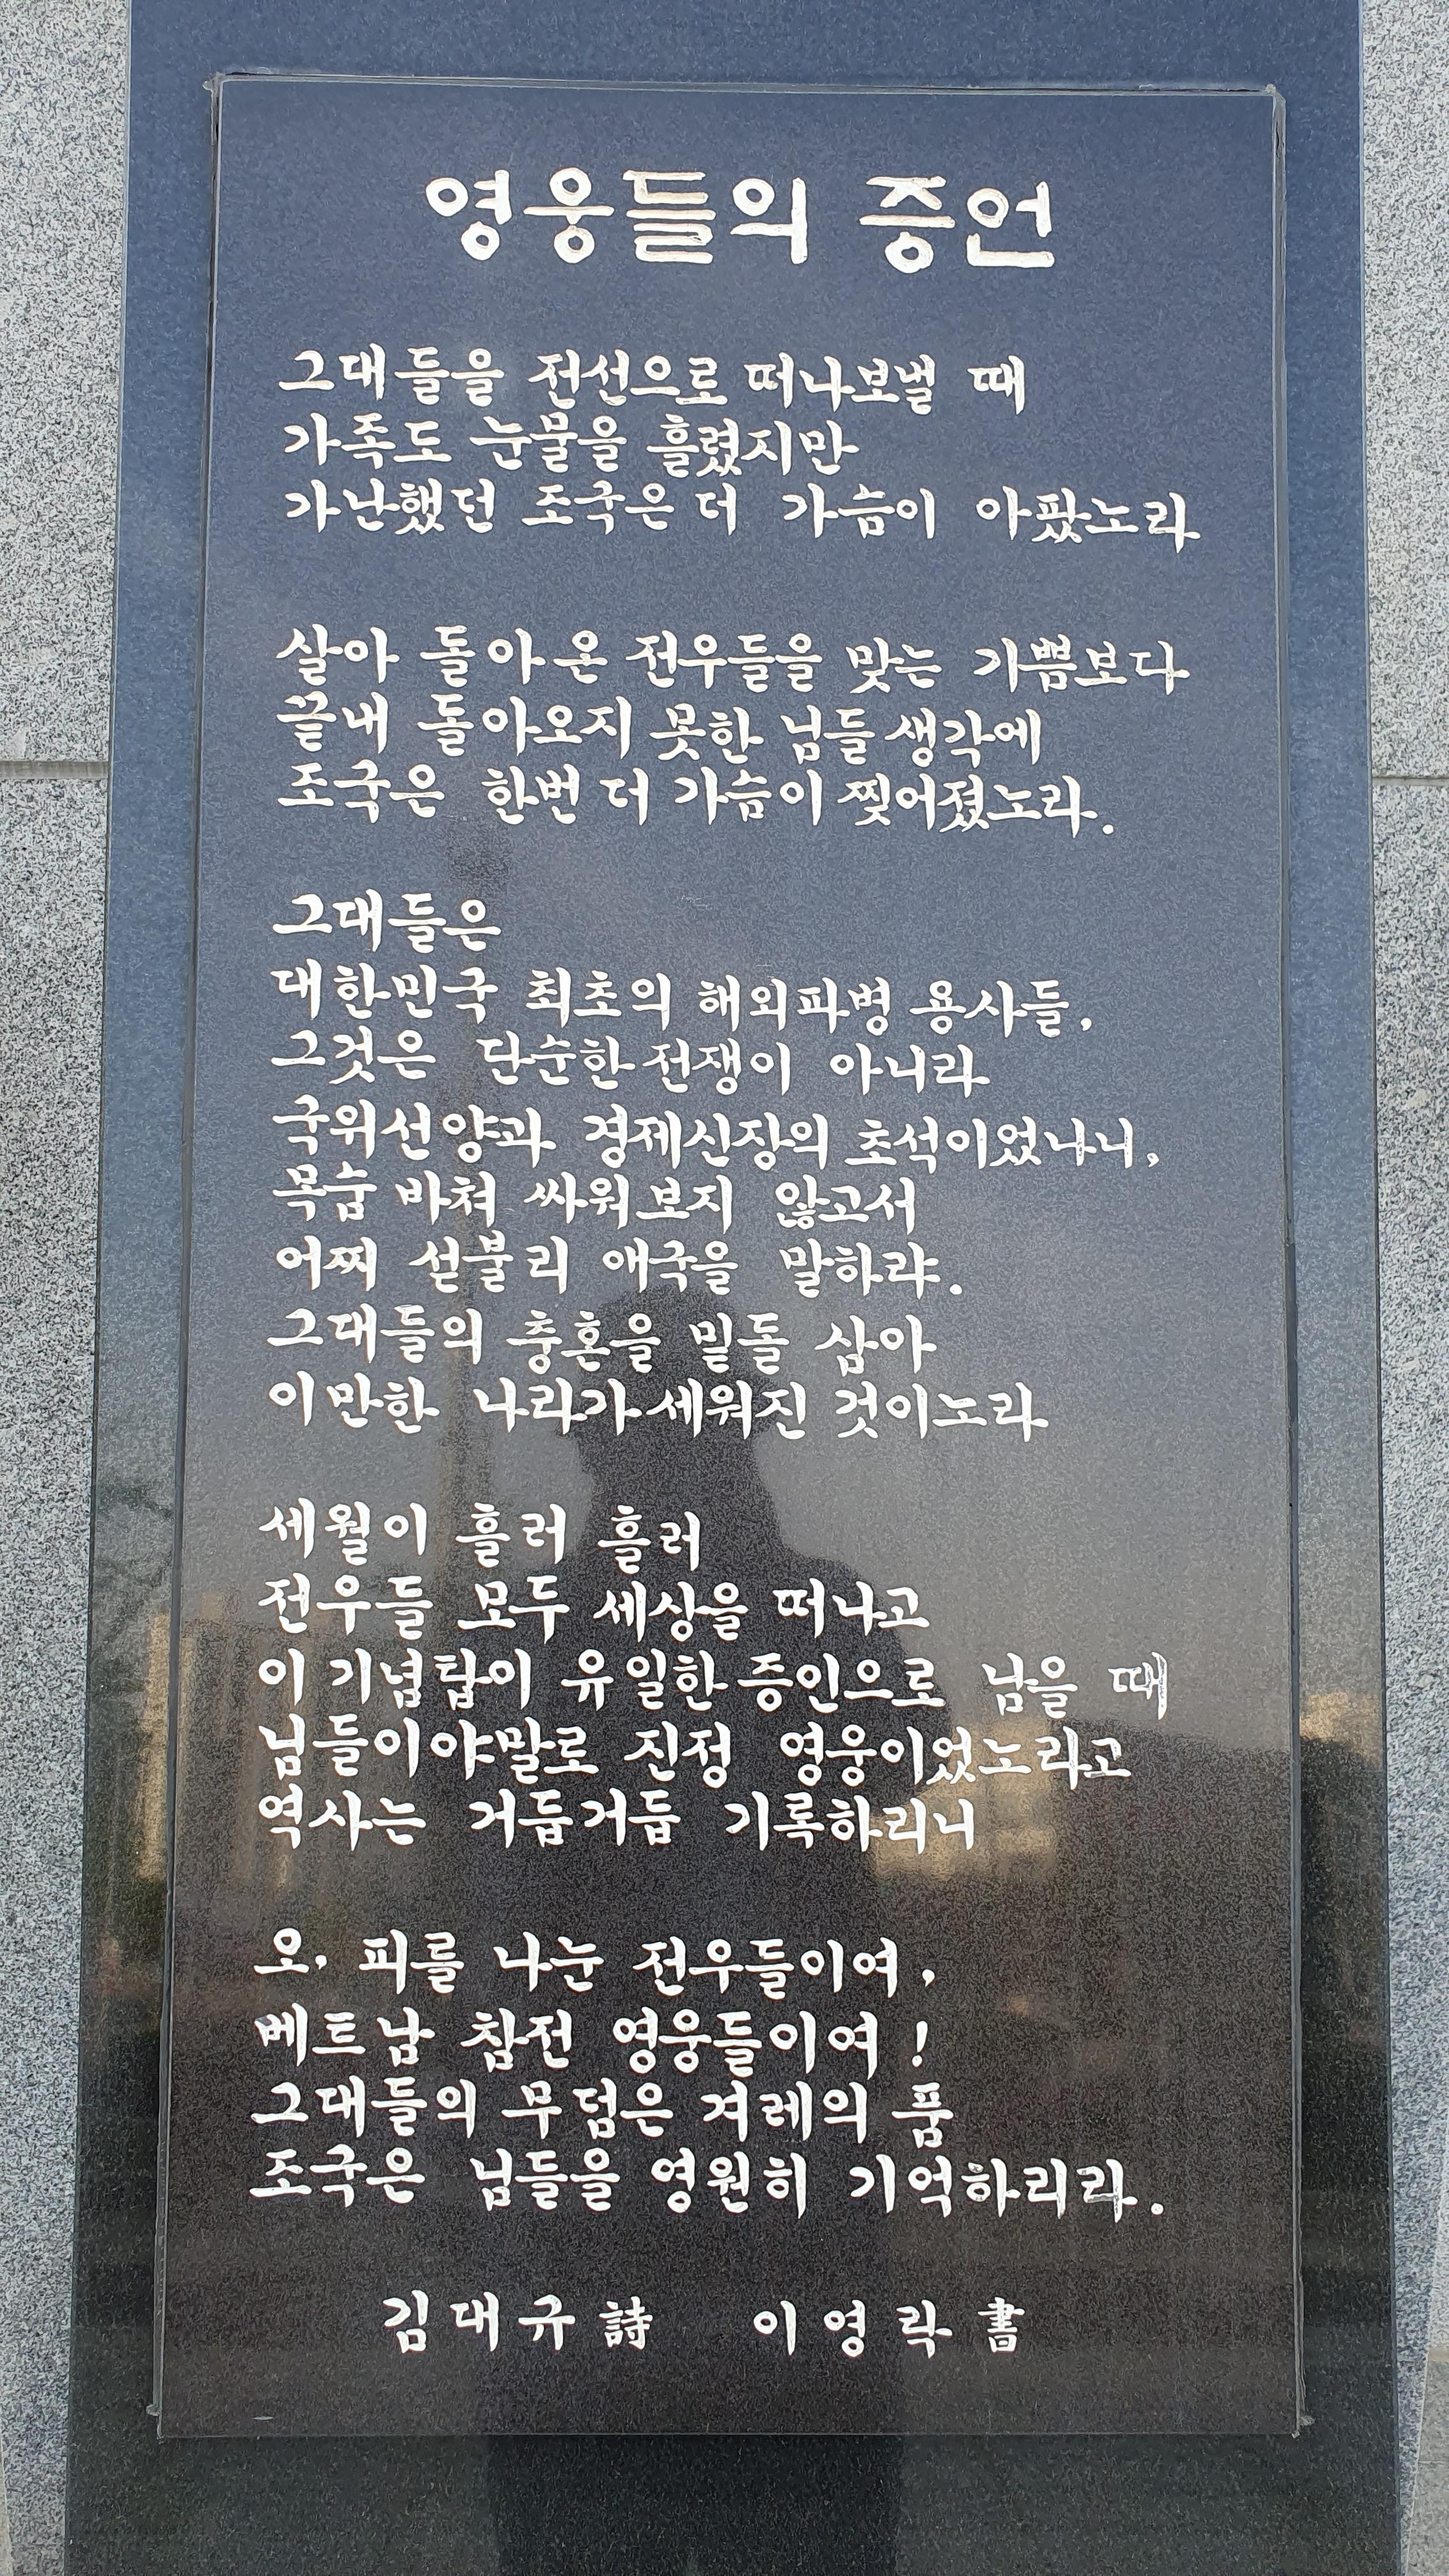 영웅들의 증언
그대들을 전선으로 떠나보낼 때
가족도 눈물을 흘렸지만
가난했던 조국은 더 가슴이 아팠노라
살아 돌아온 전우들을 맞는 기쁨보다
끝내 돌아오지 못한 님들 생각에
조국은 한번 더 가슴이 찢어졌노라.
그대들은
대한민국 최초의 해외파병 용사들,
그것은 단순한 전쟁이 아니라
국위선양과 경제신장의 초석이었나니,
목숨 바쳐 싸워보지 않고서
어찌 섣불리 애국을 말하랴.
그대들의 충혼을 밑돌 삼아
이만한 나라가 세워진 것이노라
세월이 흘러 흘러
전우들 모두 세상을 떠나고
이 기념탑이 유일한 증인으로 남을 때
님들이야말로 진정 영웅이었노라고
역사는 거듭거듭 기록하리니
오, 피를 나눈 전우들이여,
베트남 참전 영웅들이여!
그대들의 무덤은 겨레의 품
조국은 님들을 영원히 기억하리라.
김대규 詩 이영락 書